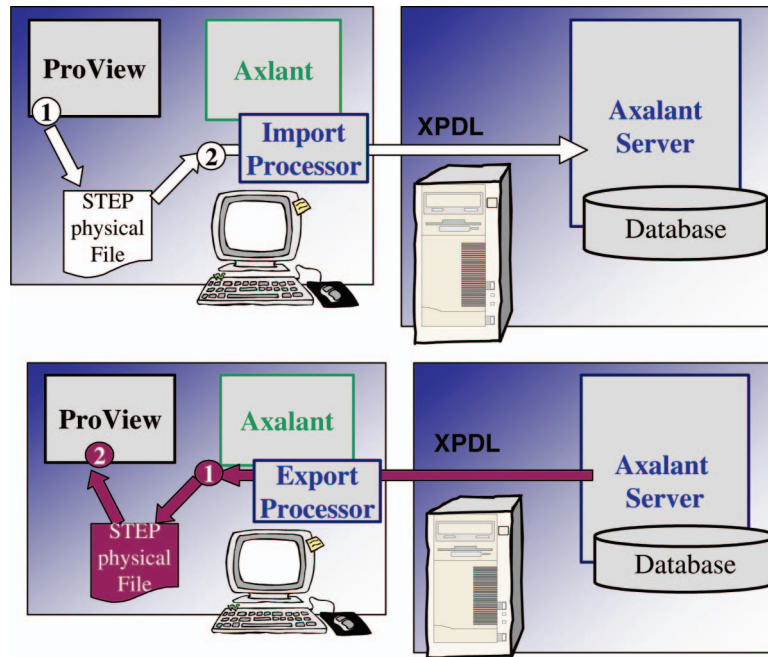 ProView
Axlant
1
2
Import
Processor
XPDL
Axalant
Server
STEP
physical
File
Database
ProView
Axalant
2
1
Export
Processor
XPDL
Axalant
Server
STEP
physical
File
Database